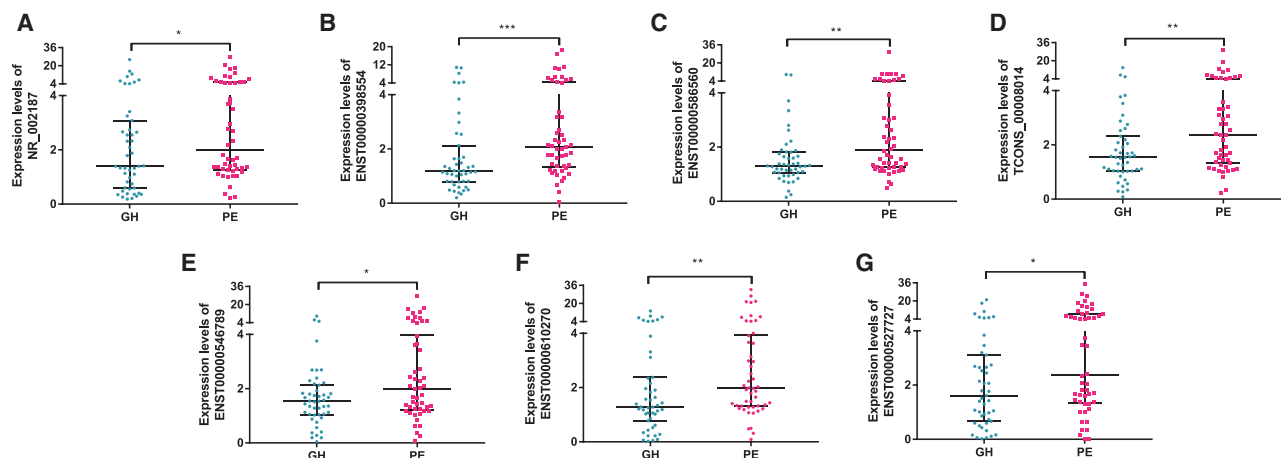 A
Expression levels of
NR_002187
36
20
4
4
2
0
*
GH
PE
B
Expression levels of
ENST00000398554
20
12
4
4
2
0
***
GH
PE
C
Expression levels of
ENST00000586560
36
20
4
4
2
0
**
GH
PE
D
Expression levels of
TCONS_00008014
36
20
4
4
2
0
**
GH
PE
E
Expression levels of
ENST00000546789
36
20
4
4
2
0
*
GH
PE
F
Expression levels of
ENST00000610270
36
20
4
4
2
0
**
GH
PE
G
Expression levels of
ENST00000527727
36
20
4
4
2
0
*
GH
PE